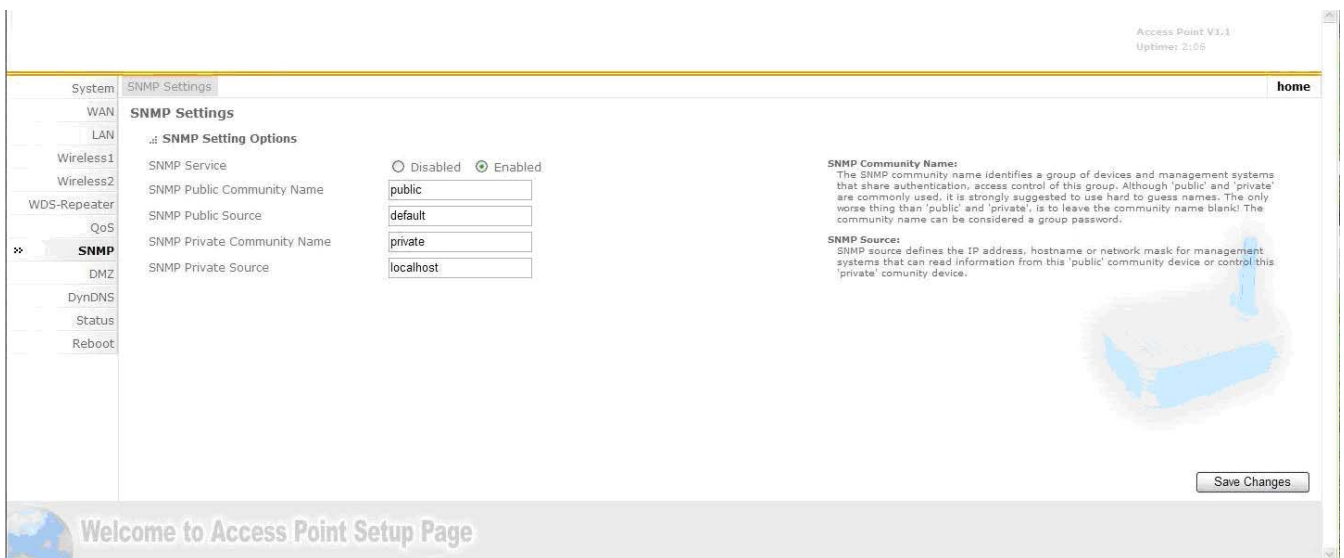 Access Point V1.1
Uptime: 2:06
System
SNMP Settings
home
WAN
LAN
Wireless1
Wireless2
WDS-Repeater
QoS
» SNMP
DMZ
DynDNS
Status
Reboot
SNMP Settings
.: SNMP Setting Options
SNMP Service
Disabled
Enabled
SNMP Public Community Name
public
SNMP Public Source
default
SNMP Private Community Name
private
SNMP Private Source
localhost
SNMP Community Name:
The SNMP community name identifies a group of devices and management systems
that share authentication, access control of this group. Although 'public' and 'private'
are commonly used, it is strongly suggested to use hard to guess names. The only
worse thing than 'public' and 'private', is to leave the community name blank! The
community name can be considered a group password.
SNMP Source:
SNMP source defines the IP address, hostname or network mask for management
systems that can read information from this 'public' community device or control this
'private' comunity device.
Save Changes
Welcome to Access Point Setup Page